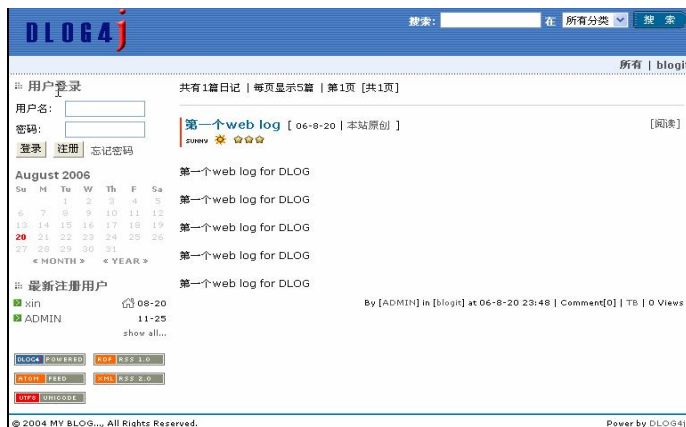 DLOG4j
搜索: 在 所有分类 搜 索
所有 | blogit
用户登录
用户名:
密码:
登录 注册 忘记密码
August 2006
Su M Tu W Th F Sa
1 2 3 4 5
6 7 8 9 10 11 12
13 14 15 16 17 18 19
20 21 22 23 24 25 26
27 28 29 30 31
« MONTH » « YEAR »
最新注册用户
xin 08-20
ADMIN 11-25
show all...
DLOG4 POWERED RDF RSS 1.0
ATOM FEED XML RSS 2.0
UTF8 UNICODE
共有1篇日记 | 每页显示5篇 | 第1页 [共1页]
第一个web log [ 06-8-20 | 本站原创 ] [阅读]
SUNNY
第一个web log for DLOG
第一个web log for DLOG
第一个web log for DLOG
第一个web log for DLOG
第一个web log for DLOG
By [ADMIN] in [blogit] at 06-8-20 23:48 | Comment[0] | TB | 0 Views
© 2004 MY BLOG..., All Rights Reserved. Power by DLOG4j